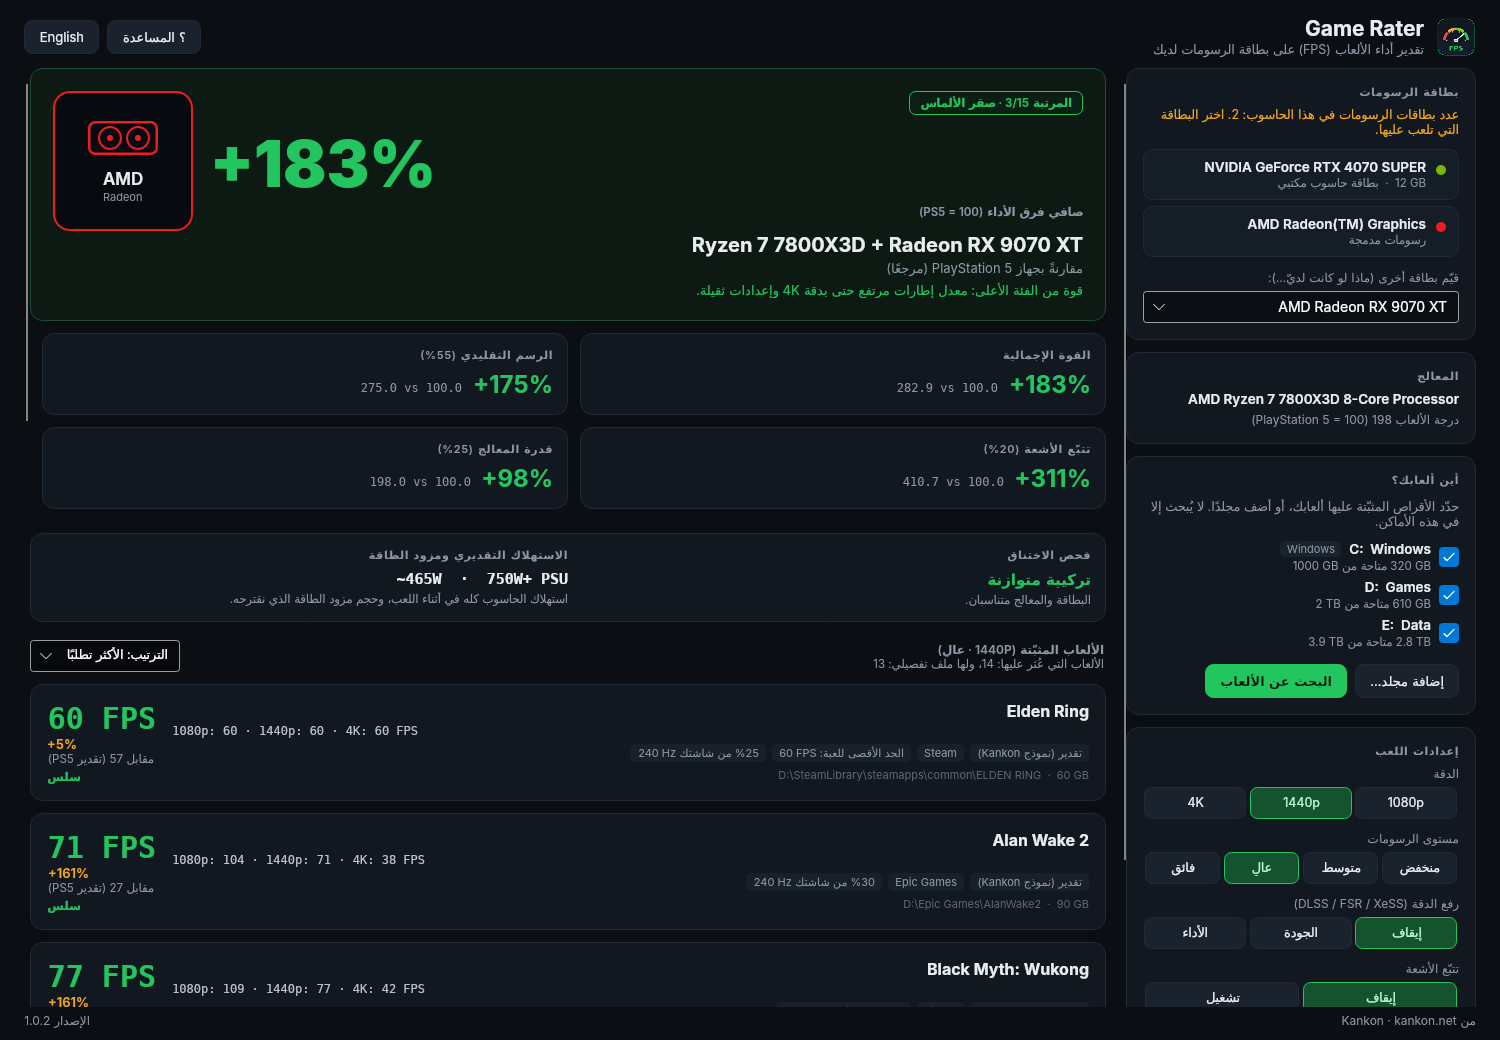 Game Rater
تقدير أداء الألعاب (FPS) على بطاقة الرسومات لديك
FPS
؟ المساعدة
English
بطاقة الرسومات
عدد بطاقات الرسومات في هذا الحاسوب: 2. اختر البطاقة
التي تلعب عليها.
NVIDIA GeForce RTX 4070 SUPER
12 GB · بطاقة حاسوب مكتبي
AMD Radeon(TM) Graphics
رسومات مدمجة
قيّم بطاقة أخرى (ماذا لو كانت لديّ...):
AMD Radeon RX 9070 XT
المعالج
AMD Ryzen 7 7800X3D 8-Core Processor
درجة الألعاب 198 (PlayStation 5 = 100)
أين ألعابك؟
حدّد الأقراص المثبّتة عليها ألعابك، أو أضف مجلدًا. لا يُبحث إلا
في هذه الأماكن.
C: Windows Windows
320 GB متاحة من 1000 GB
D: Games
610 GB متاحة من 2 TB
E: Data
2.8 TB متاحة من 3.9 TB
إضافة مجلد...
البحث عن الألعاب
إعدادات اللعب
الدقة
1080p
1440p
4K
مستوى الرسومات
منخفض
متوسط
عالٍ
فائق
رفع الدقة (DLSS / FSR / XeSS)
إيقاف
الجودة
الأداء
تتبّع الأشعة
إيقاف
تشغيل
المرتبة 3/15 · صقر الألماس
+183%
AMD
Radeon
صافي فرق الأداء (PS5 = 100)
Ryzen 7 7800X3D + Radeon RX 9070 XT
مقارنةً بجهاز PlayStation 5 (مرجعًا)
قوة من الفئة الأعلى: معدل إطارات مرتفع حتى بدقة 4K وإعدادات ثقيلة.
القوة الإجمالية
+183% 282.9 vs 100.0
الرسم التقليدي (55%)
+175% 275.0 vs 100.0
تتبّع الأشعة (20%)
+311% 410.7 vs 100.0
قدرة المعالج (25%)
+98% 198.0 vs 100.0
فحص الاختناق
تركيبة متوازنة
البطاقة والمعالج متناسبان.
الاستهلاك التقديري ومزود الطاقة
~465W · 750W+ PSU
استهلاك الحاسوب كله في أثناء اللعب، وحجم مزود الطاقة الذي نقترحه.
الألعاب المثبّتة (1440P · عالٍ)
الألعاب التي عُثر عليها: 14، ولها ملف تفصيلي: 13
الترتيب: الأكثر تطلبًا
Elden Ring
تقدير (نموذج Kankon)
Steam
الحد الأقصى للعبة: 60 FPS
25% من شاشتك 240 Hz
D:\SteamLibrary\steamapps\common\ELDEN RING · 60 GB
1080p: 60 · 1440p: 60 · 4K: 60 FPS
60 FPS
+5%
مقابل 57 (تقدير PS5)
سلس
Alan Wake 2
تقدير (نموذج Kankon)
Epic Games
30% من شاشتك 240 Hz
D:\Epic Games\AlanWake2 · 90 GB
1080p: 104 · 1440p: 71 · 4K: 38 FPS
71 FPS
+161%
مقابل 27 (تقدير PS5)
سلس
Black Myth: Wukong
1080p: 109 · 1440p: 77 · 4K: 42 FPS
77 FPS
+161%
من Kankon · kankon.net
الإصدار 1.0.2